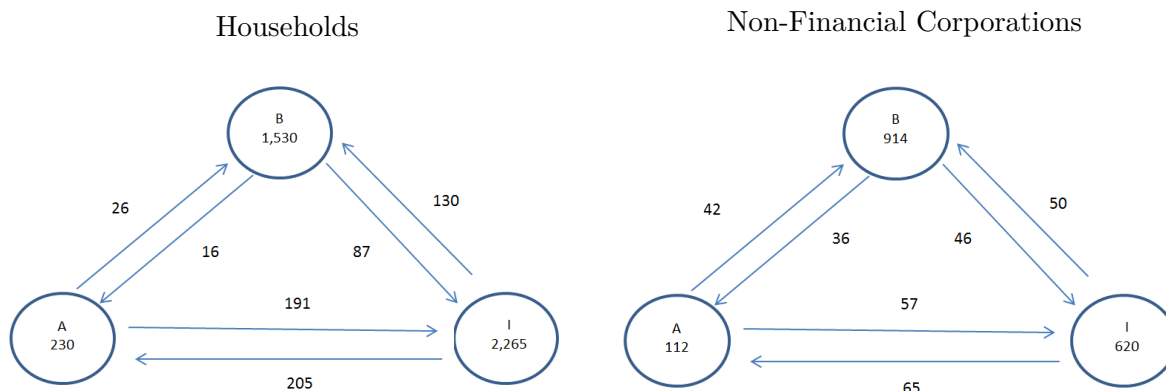 Households
B
1,530
26
130
16
87
191
A
230
I
2,265
205
Non-Financial Corporations
B
914
42
50
36
46
57
A
112
I
620
65